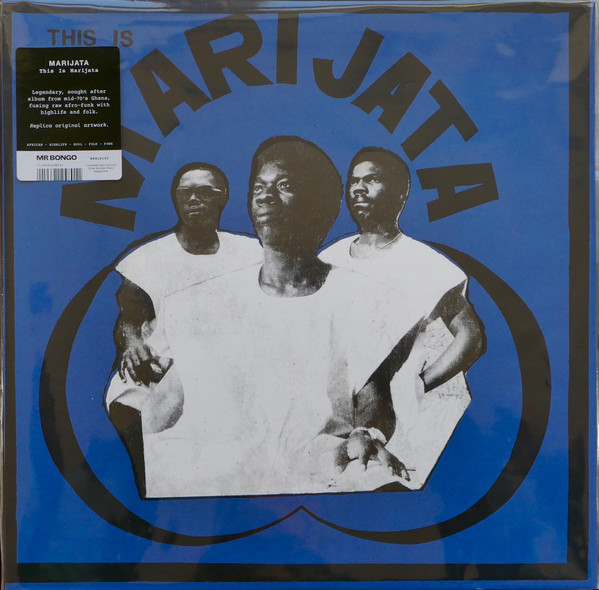 THIS IS
MARIJATA
MARIJATA
This Is Marijata
Legendary, sought after
album from mid-70's Ghana,
fusing raw afro-funk with
highlife and folk.
Replica original artwork.
AFRICAN - HIGHLIFE - SOUL - FOLK - FUNK
MR BONGO